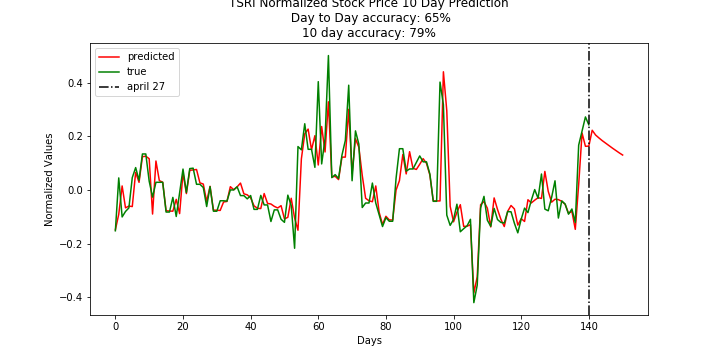 TSRI Normalized Stock Price 10 Day Prediction
Day to Day accuracy: 65%
10 day accuracy: 79%
predicted
true
april 27
Normalized Values
0.4
0.2
0.0
−0.2
−0.4
0
20
40
60
80
100
120
140
Days